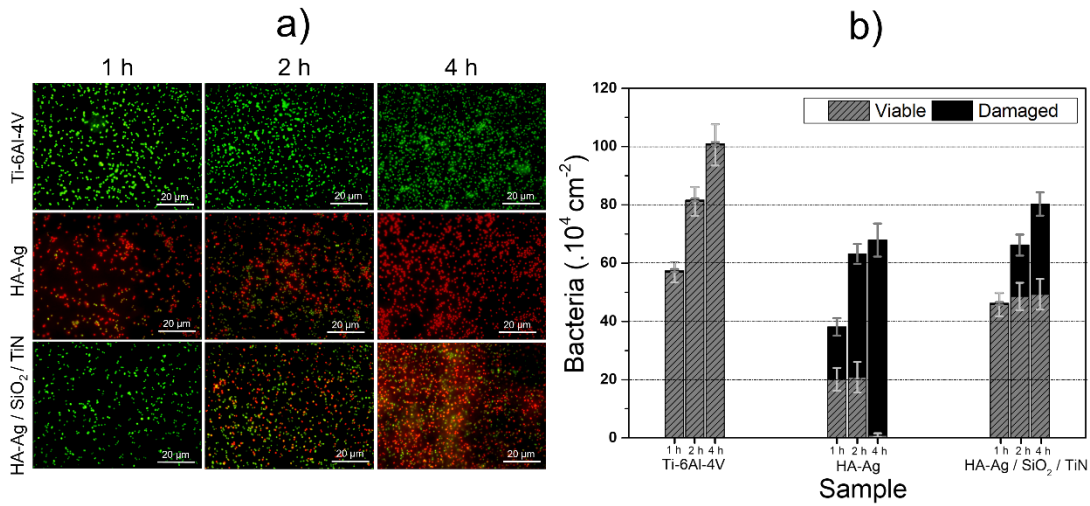 a)
1 h 2 h 4 h
Ti-6Al-4V
20 µm 20 µm 20 µm
HA-Ag
20 µm 20 µm 20 µm
HA-Ag / SiO₂ / TiN
20 µm 20 µm 20 µm
b)
Viable Damaged
Bacteria (.10⁴ cm⁻²)
120
100
80
60
40
20
0
1 h 2 h 4 h 1 h 2 h 4 h 1 h 2 h 4 h
Ti-6Al-4V HA-Ag HA-Ag / SiO₂ / TiN
Sample